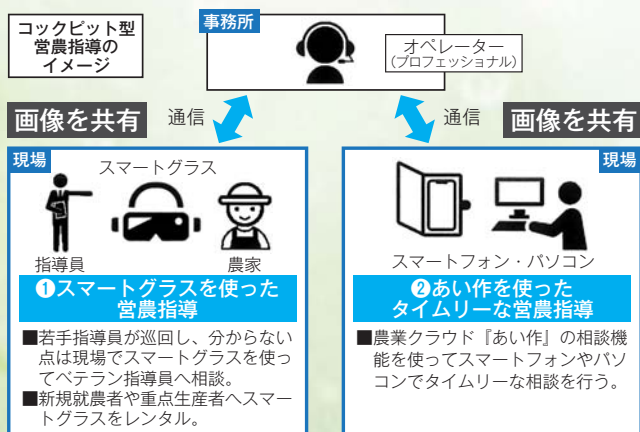 コックピット型
営農指導の
イメージ
事務所
オペレーター
(プロフェッショナル)
画像を共有
通信
通信
画像を共有
現場
スマートグラス
指導員
農家
❶スマートグラスを使った
営農指導
■若手指導員が巡回し、分からない
点は現場でスマートグラスを使っ
てベテラン指導員へ相談。
■新規就農者や重点生産者へスマー
トグラスをレンタル。
現場
スマートフォン・パソコン
❷あい作を使った
タイムリーな営農指導
■農業クラウド『あい作』の相談機
能を使ってスマートフォンやパソ
コンでタイムリーな相談を行う。